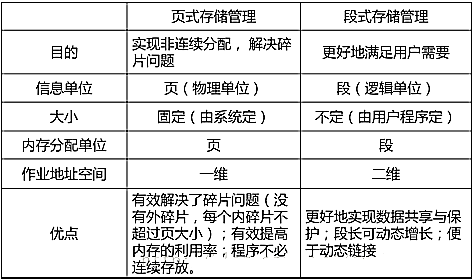 页式存储管理 段式存储管理
目的 实现非连续分配，解决碎片问题 更好地满足用户需要
信息单位 页（物理单位） 段（逻辑单位）
大小 固定（由系统定） 不定（由用户程序定）
内存分配单位 页 段
作业地址空间 一维 二维
优点
有效解决了碎片问题（没
有外碎片，每个内碎片不
超过页大小）；有效提高
内存的利用率；程序不必
连续存放。
更好地实现数据共享与保
护；段长可动态增长；便
于动态链接